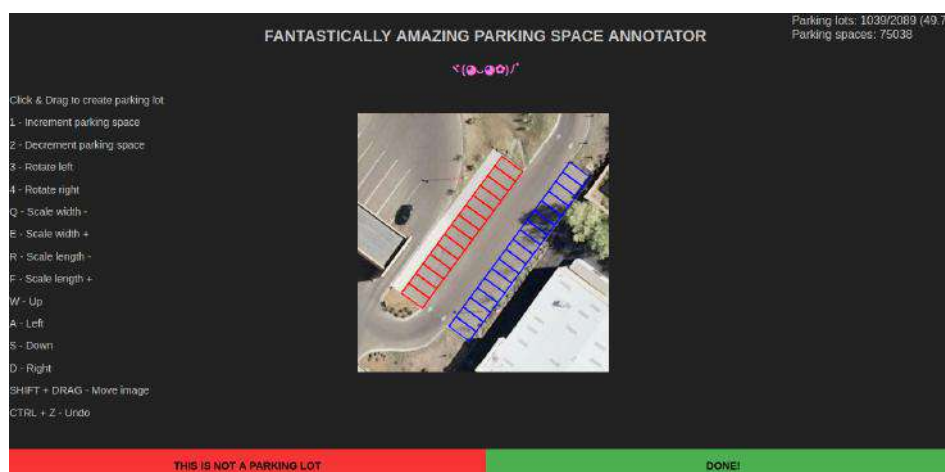 Parking lots: 1039/2089 (49.7
Parking spaces: 75038
FANTASTICALLY AMAZING PARKING SPACE ANNOTATOR
Click & Drag to create parking lot
1 - Increment parking space
2 - Decrement parking space
3 - Rotate left
4 - Rotate right
Q - Scale width -
E - Scale width +
R - Scale length -
F - Scale length +
W - Up
A - Left
S - Down
D - Right
SHIFT + DRAG - Move image
CTRL + Z - Undo
THIS IS NOT A PARKING LOT
DONE!